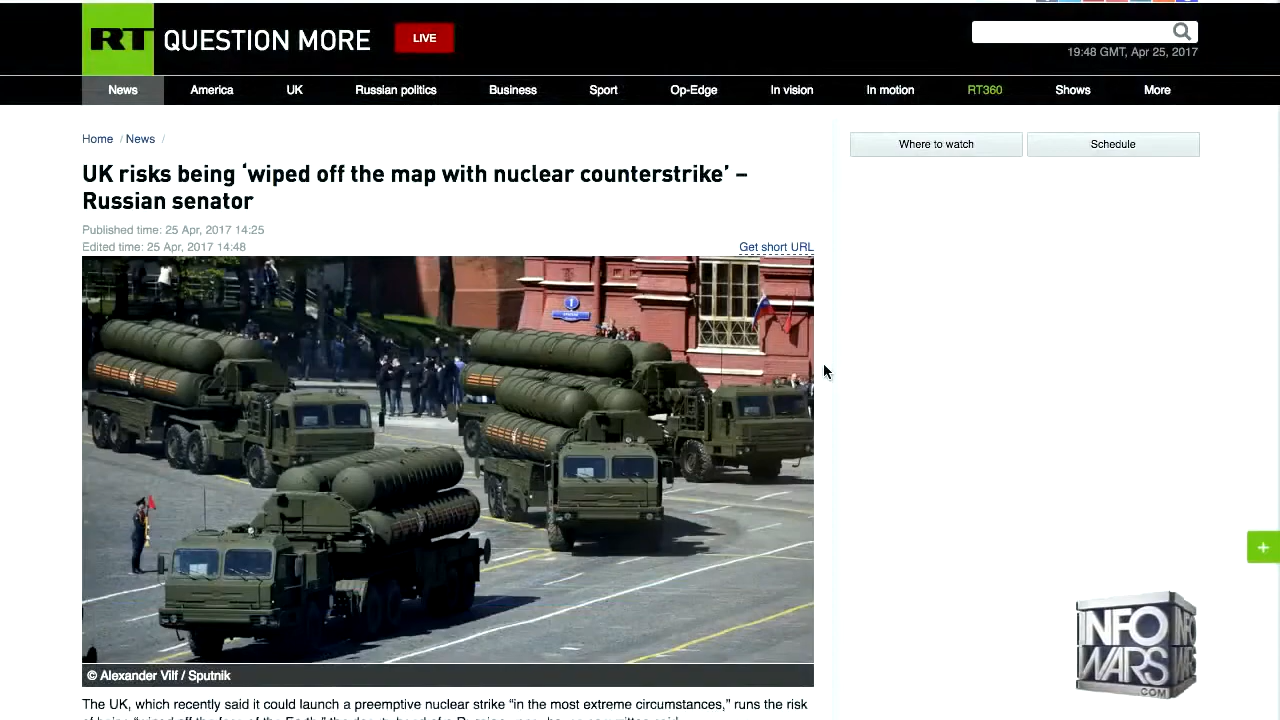 RT QUESTION MORE LIVE
19:48 GMT, Apr 25, 2017
News America UK Russian politics Business Sport Op-Edge In vision In motion RT360 Shows More
Home / News /
Where to watch Schedule
UK risks being ‘wiped off the map with nuclear counterstrike’ –
Russian senator
Published time: 25 Apr, 2017 14:25
Edited time: 25 Apr, 2017 14:48
Get short URL
© Alexander Vilf / Sputnik
The UK, which recently said it could launch a preemptive nuclear strike “in the most extreme circumstances,” runs the risk
INFO
WARS
.COM